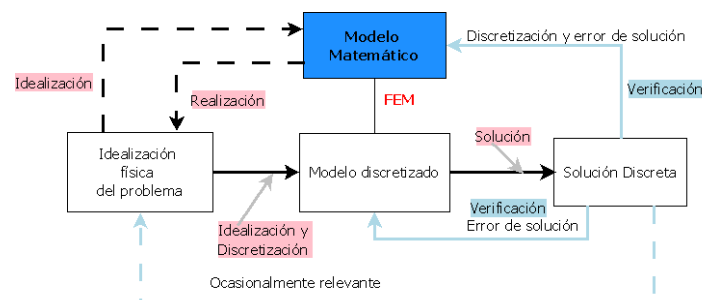 Modelo
Matemático
Discretización y error de solución
Idealización
Verificación
Realización
FEM
Solución
Idealización
física
del problema
Modelo discretizado
Solución Discreta
Verificación
Error de solución
Idealización y
Discretización
Ocasionalmente relevante